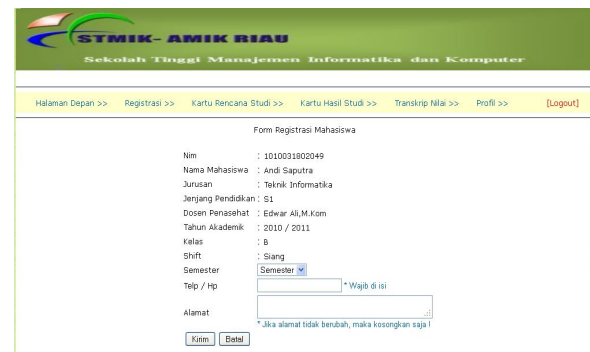 STMIK- AMIK RIAU
Sekolah Tinggi Manajemen Informatika dan Komputer
Halaman Depan >> Registrasi >> Kartu Rencana Studi >> Kartu Hasil Studi >> Transkrip Nilai >> Profil >> [Logout]
Form Registrasi Mahasiswa
Nim : 1010031802049
Nama Mahasiswa : Andi Saputra
Jurusan : Teknik Informatika
Jenjang Pendidikan : S1
Dosen Penasehat : Edwar Ali,M.Kom
Tahun Akademik : 2010 / 2011
Kelas : B
Shift : Siang
Semester Semester
Telp / Hp * Wajib di isi
Alamat
* Jika alamat tidak berubah, maka kosongkan saja !
Kirim Batal